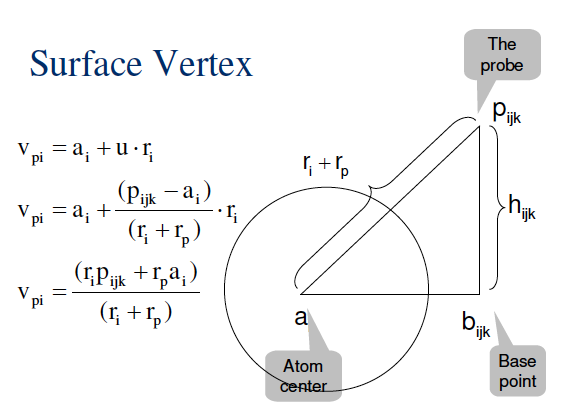 Surface Vertex
The
probe
p_ijk
v_pi = a_i + u · r_i
r_i + r_p
v_pi = a_i + (p_ijk − a_i) / (r_i + r_p) · r_i
h_ijk
v_pi = (r_i p_ijk + r_p a_i) / (r_i + r_p)
a
b_ijk
Atom
center
Base
point